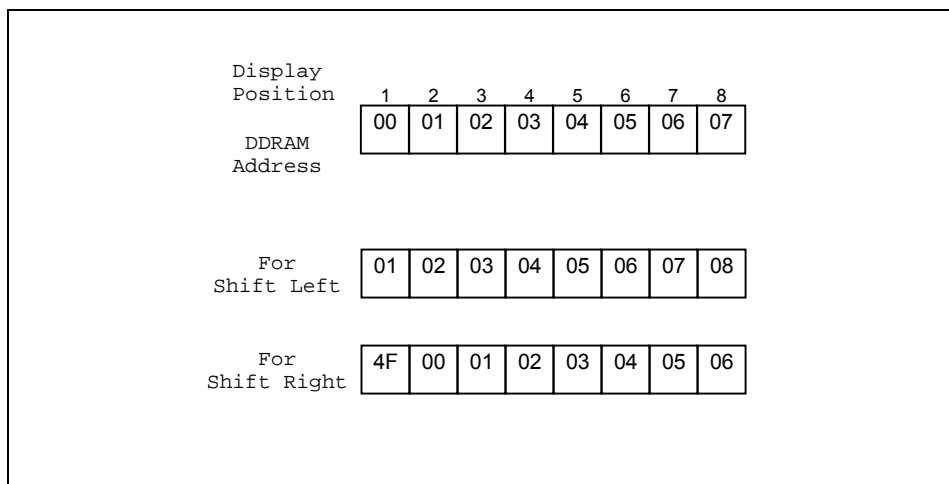 Display
Position
1 2 3 4 5 6 7 8
00 01 02 03 04 05 06 07
DDRAM
Address
For
Shift Left
01 02 03 04 05 06 07 08
For
Shift Right
4F 00 01 02 03 04 05 06